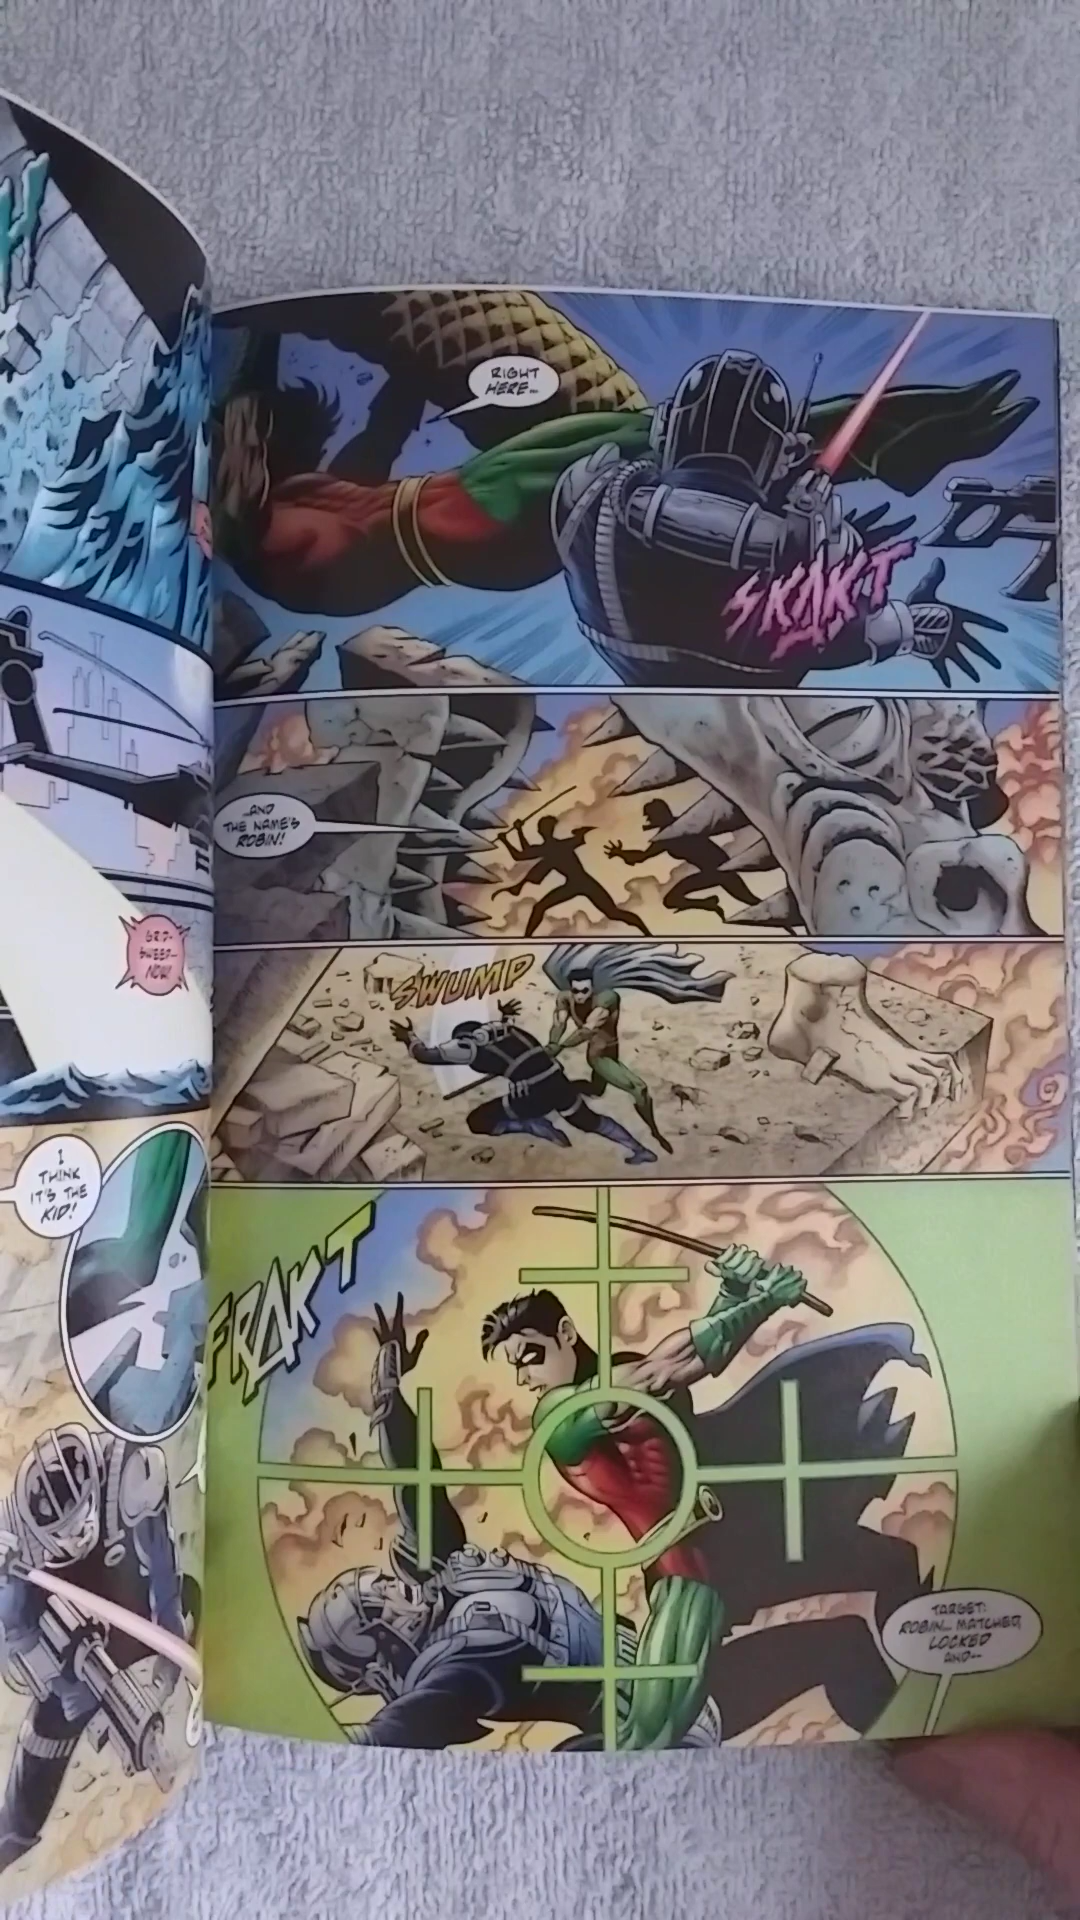 GRID-
SWEEP--
NOW!
I
THINK
IT'S THE
KID!
RIGHT
HERE...
SKAKT
...AND
THE NAME'S
ROBIN!
SWUMP
FRAKT
TARGET:
ROBIN... MATCHED,
LOCKED
AND--